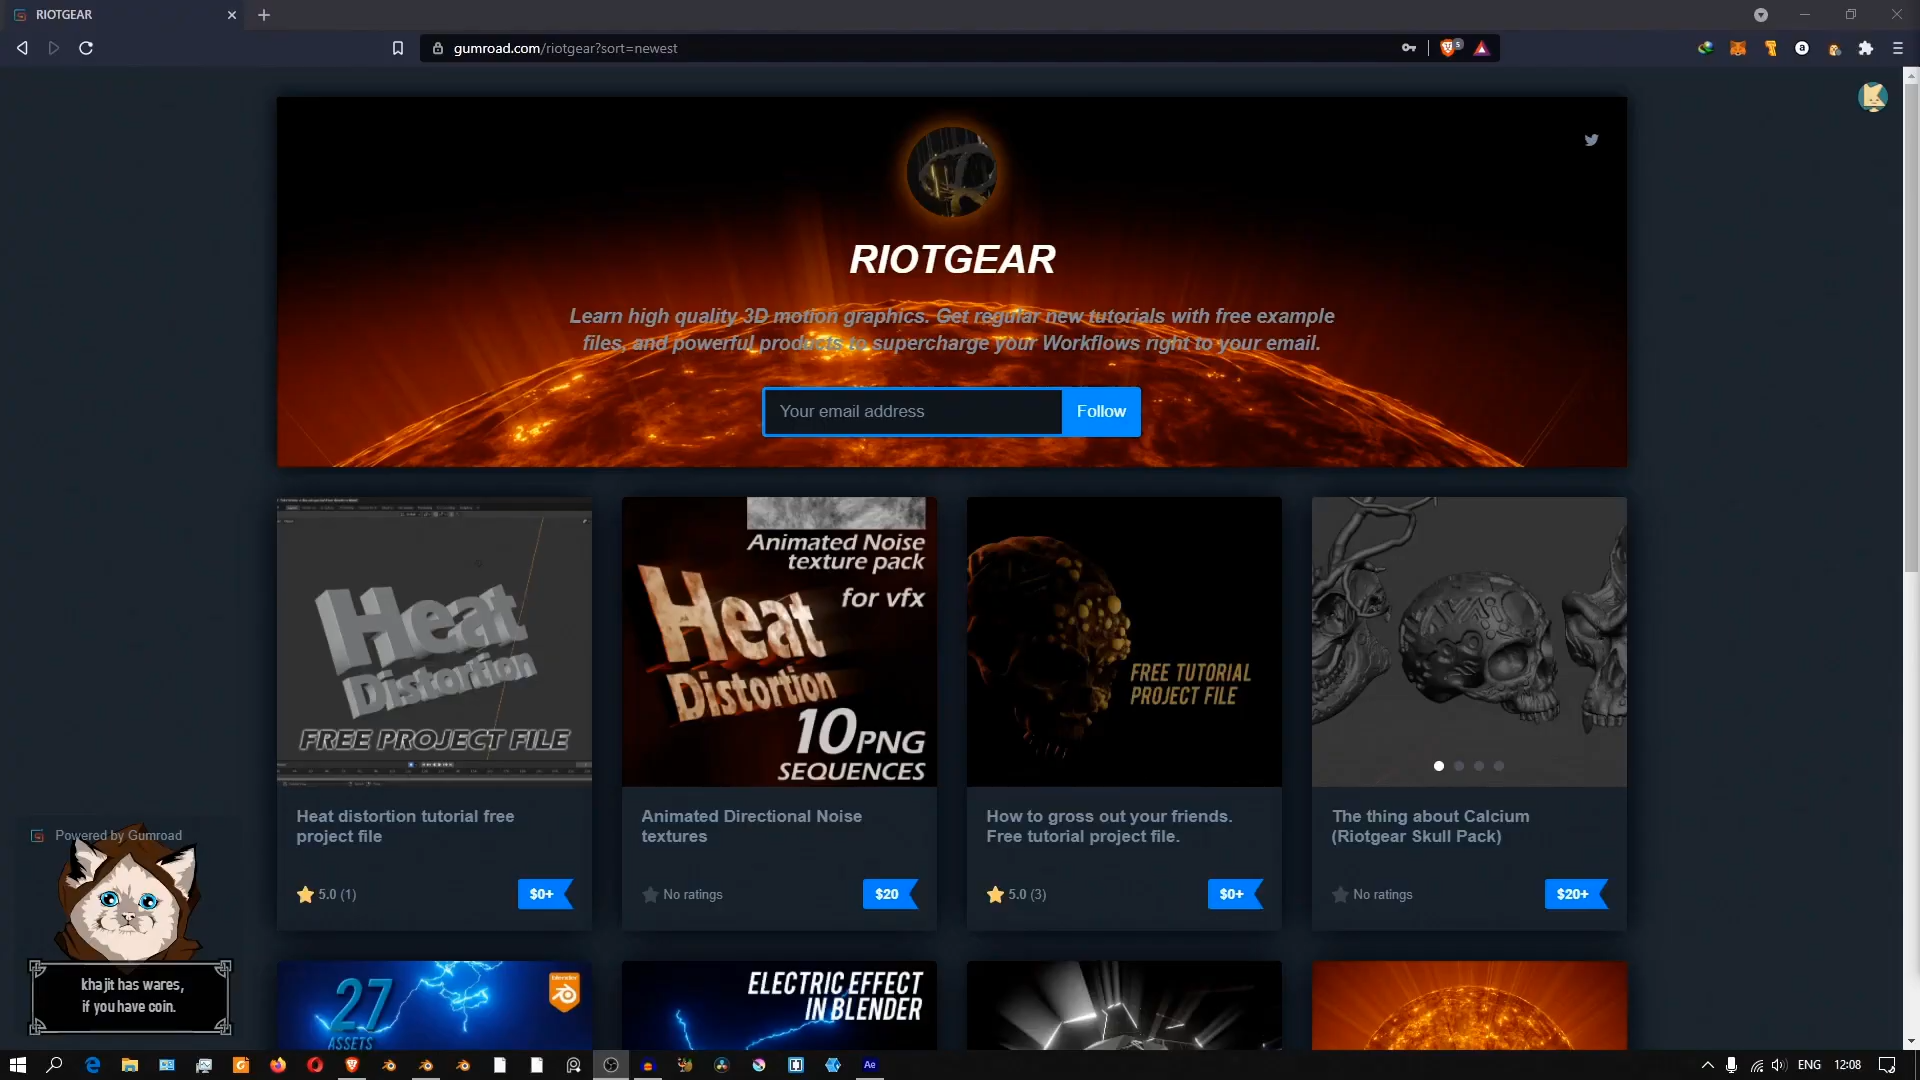 RIOTGEAR
gumroad.com/riotgear?sort=newest
5
RIOTGEAR
Learn high quality 3D motion graphics. Get regular new tutorials with free example
files, and powerful products to supercharge your Workflows right to your email.
Your email address
Follow
Heat
Distortion
FREE PROJECT FILE
Heat distortion tutorial free
project file
5.0 (1)
$0+
Animated Noise
texture pack
for vfx
Heat
Distortion
10 PNG
SEQUENCES
Animated Directional Noise
textures
No ratings
$20
FREE TUTORIAL
PROJECT FILE
How to gross out your friends.
Free tutorial project file.
5.0 (3)
$0+
The thing about Calcium
(Riotgear Skull Pack)
No ratings
$20+
Powered by Gumroad
khajit has wares,
if you have coin.
27
ASSETS
blender
ELECTRIC EFFECT
IN BLENDER
Ae
ENG
12:08